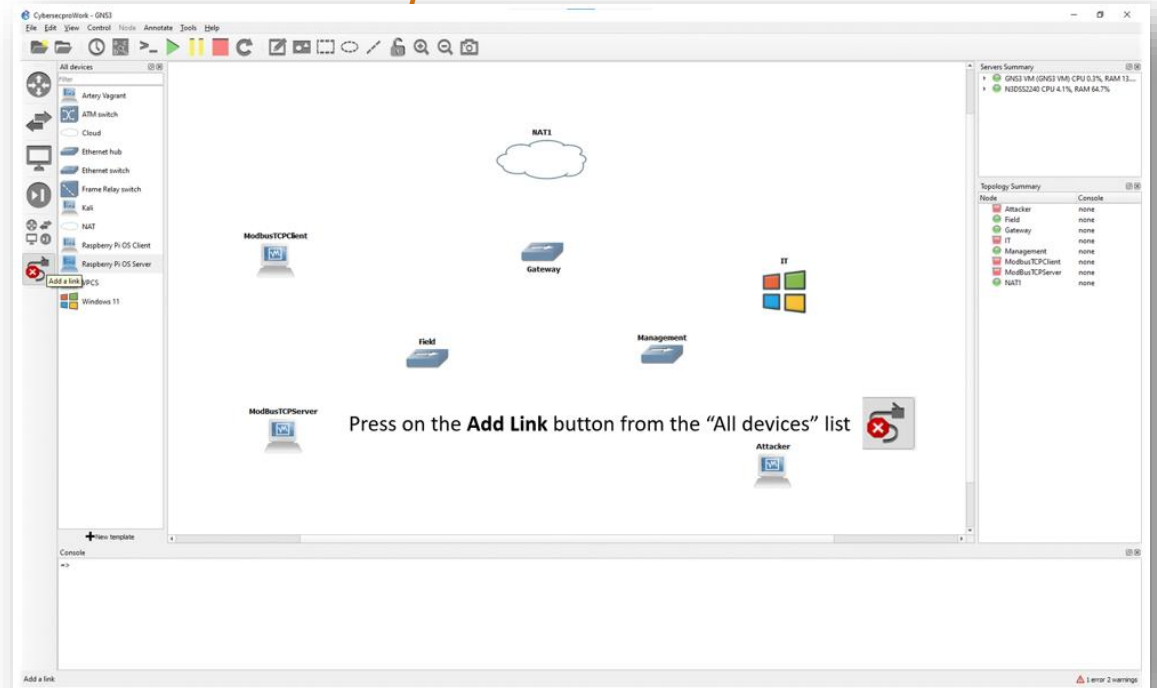 CybersecproWork - GNS3
File Edit View Control Node Annotate Tools Help
All devices
Filter
Artery Vagrant
ATM switch
Cloud
Ethernet hub
Ethernet switch
Frame Relay switch
Kali
NAT
Raspberry Pi OS Client
Raspberry Pi OS Server
Add a link
VPCS
Windows 11
New template
NAT1
ModbusTCPClient
Gateway
IT
Field
Management
ModBusTCPServer
Press on the Add Link button from the “All devices” list
Attacker
Servers Summary
GNS3 VM (GNS3 VM) CPU 0.3%, RAM 13....
N3DSS2240 CPU 4.1%, RAM 64.7%
Topology Summary
Node Console
Attacker none
Field none
Gateway none
IT none
Management none
ModbusTCPClient none
ModBusTCPServer none
NAT1 none
Console
=>
Add a link
1 error 2 warnings